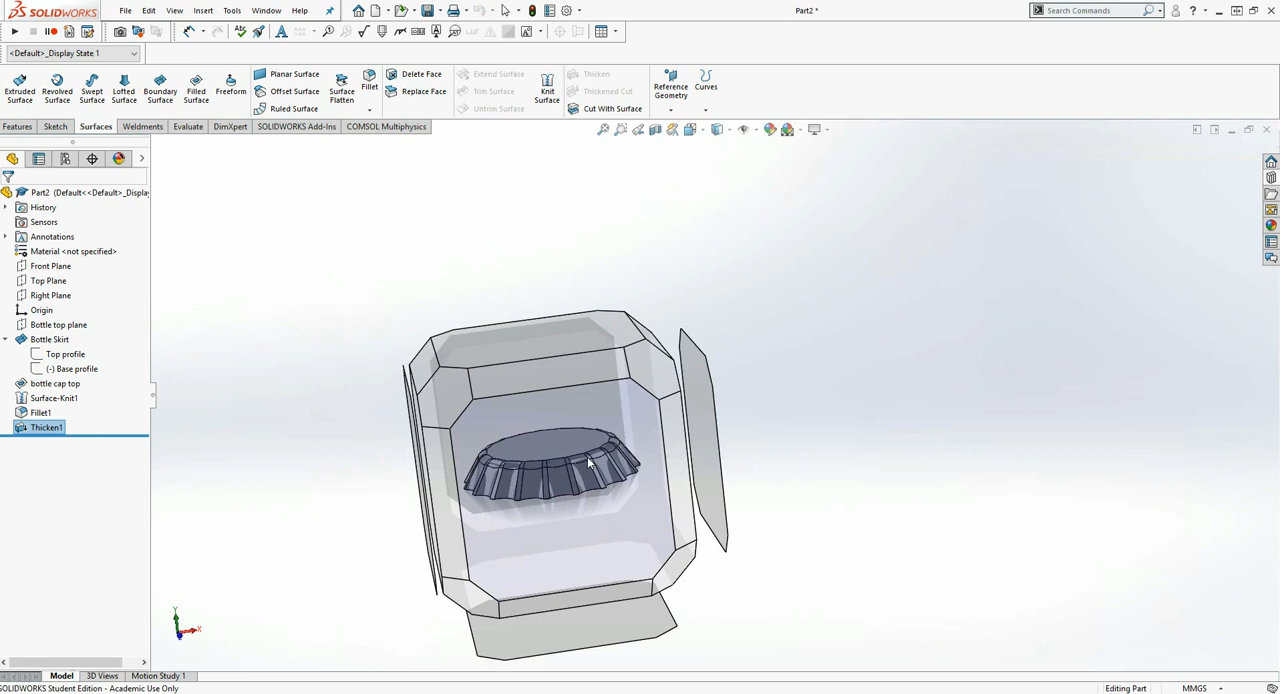 SOLIDWORKS File Edit View Insert Tools Window Help Part2 * Search Commands
<Default>_Display State 1
Extruded Surface Revolved Surface Swept Surface Lofted Surface Boundary Surface Filled Surface Freeform Planar Surface Offset Surface Ruled Surface Surface Flatten Fillet Delete Face Replace Face Extend Surface Trim Surface Untrim Surface Knit Surface Thicken Thickened Cut Cut With Surface Reference Geometry Curves
Features Sketch Surfaces Weldments Evaluate DimXpert SOLIDWORKS Add-Ins COMSOL Multiphysics
Part2 (Default<<Default>_Display
History
Sensors
Annotations
Material <not specified>
Front Plane
Top Plane
Right Plane
Origin
Bottle top plane
Bottle Skirt
Top profile
(-) Base profile
bottle cap top
Surface-Knit1
Fillet1
Thicken1
Y
X
Model 3D Views Motion Study 1
SOLIDWORKS Student Edition - Academic Use Only Editing Part MMGS